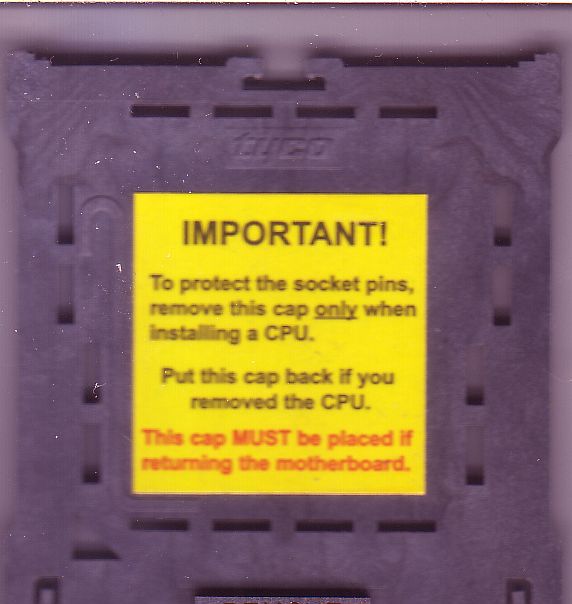 tyco
IMPORTANT!
To protect the socket pins,
remove this cap only when
installing a CPU.
Put this cap back if you
removed the CPU.
This cap MUST be placed if
returning the motherboard.